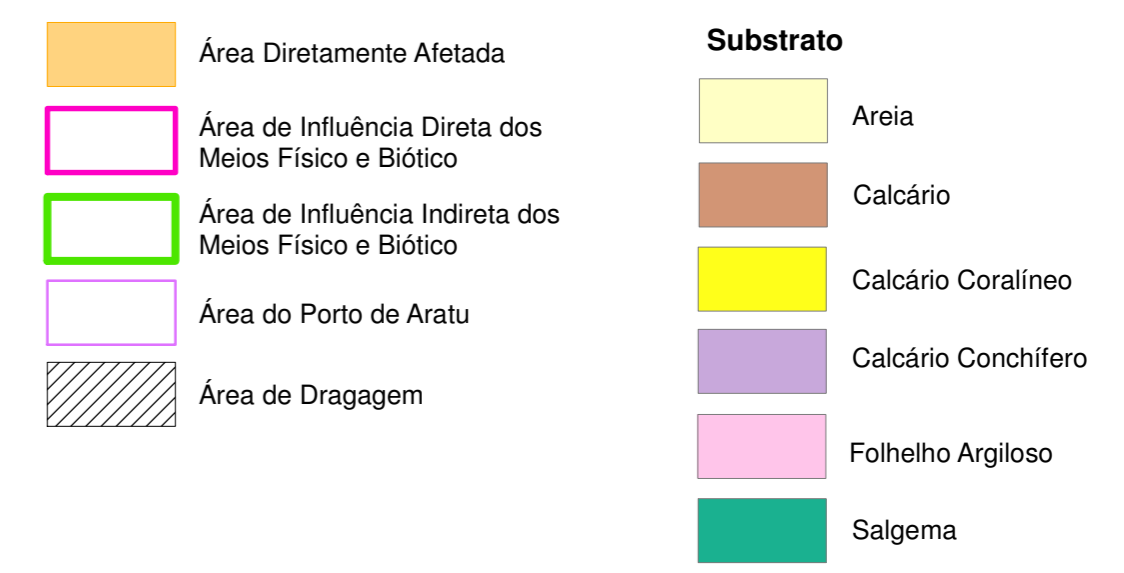 Área Diretamente Afetada
Área de Influência Direta dos
Meios Físico e Biótico
Área de Influência Indireta dos
Meios Físico e Biótico
Área do Porto de Aratu
Área de Dragagem
Substrato
Areia
Calcário
Calcário Coralíneo
Calcário Conchífero
Folhelho Argiloso
Salgema